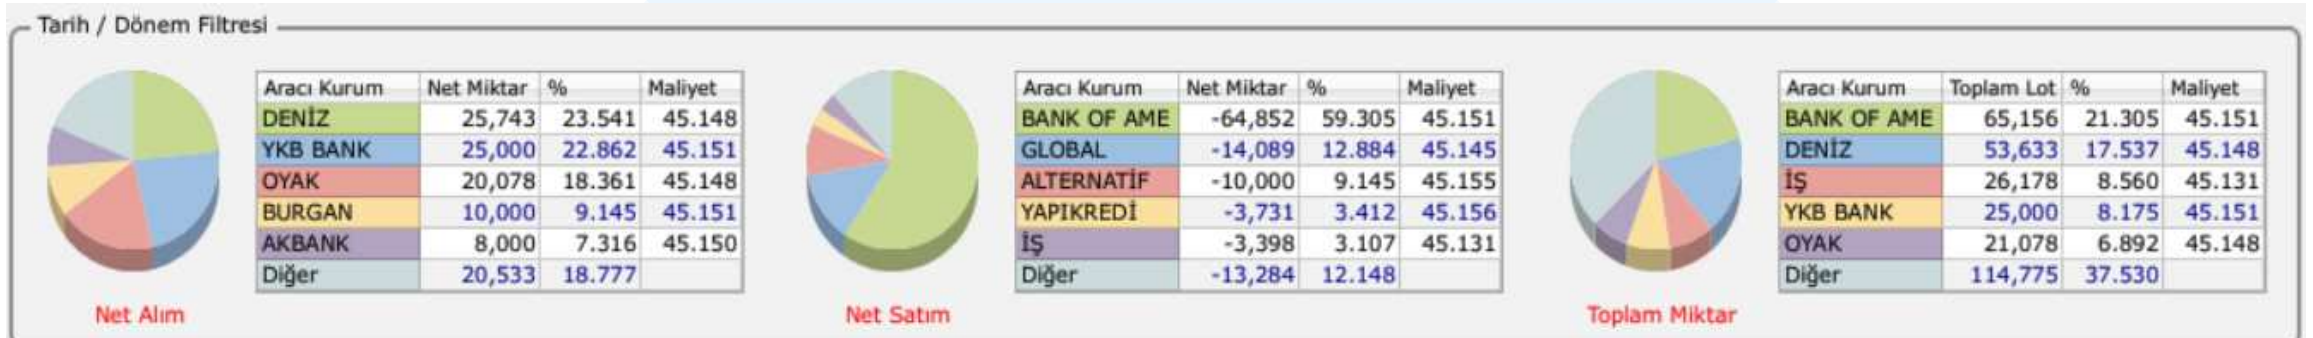 Tarih / Dönem Filtresi
Aracı Kurum Net Miktar % Maliyet
DENİZ 25,743 23.541 45.148
YKB BANK 25,000 22.862 45.151
OYAK 20,078 18.361 45.148
BURGAN 10,000 9.145 45.151
AKBANK 8,000 7.316 45.150
Diğer 20,533 18.777
Net Alım
Aracı Kurum Net Miktar % Maliyet
BANK OF AME -64,852 59.305 45.151
GLOBAL -14,089 12.884 45.145
ALTERNATİF -10,000 9.145 45.155
YAPIKREDİ -3,731 3.412 45.156
İŞ -3,398 3.107 45.131
Diğer -13,284 12.148
Net Satım
Aracı Kurum Toplam Lot % Maliyet
BANK OF AME 65,156 21.305 45.151
DENİZ 53,633 17.537 45.148
İŞ 26,178 8.560 45.131
YKB BANK 25,000 8.175 45.151
OYAK 21,078 6.892 45.148
Diğer 114,775 37.530
Toplam Miktar